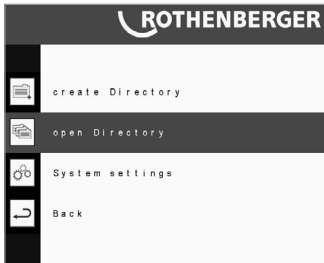 ROTHENBERGER
create Directory
open Directory
System settings
Back